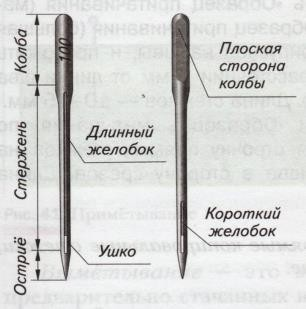 Колба
Стержень
Остриё
100
Плоская
сторона
колбы
Длинный
желобок
Короткий
желобок
Ушко